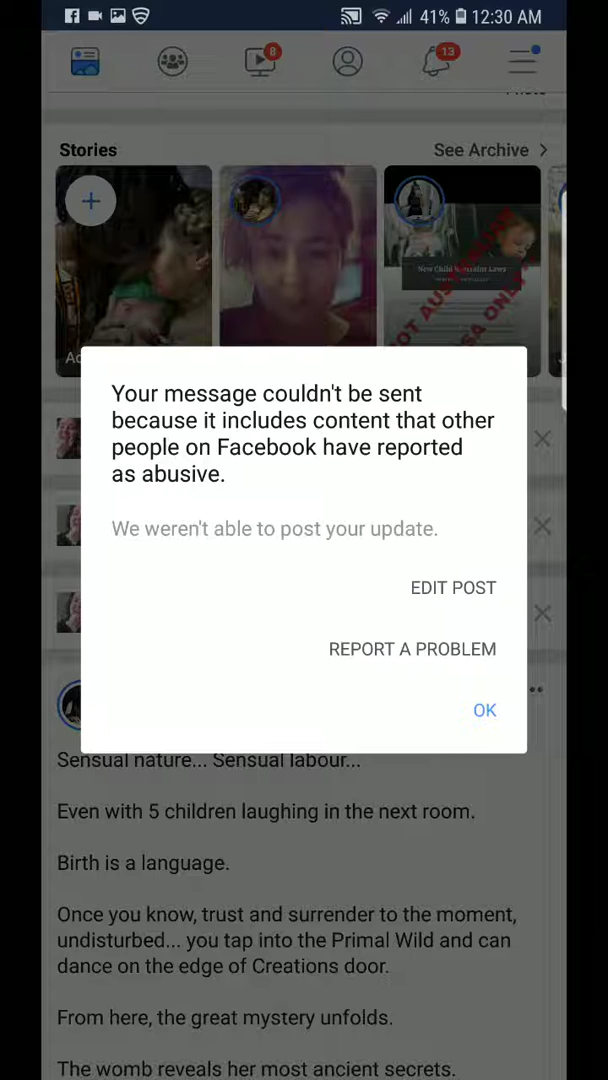 41% 12:30 AM
8
13
Stories
See Archive >
New Child Restraint Laws
Your message couldn't be sent
because it includes content that other
people on Facebook have reported
as abusive.
We weren't able to post your update.
EDIT POST
REPORT A PROBLEM
OK
Sensual nature... Sensual labour...
Even with 5 children laughing in the next room.
Birth is a language.
Once you know, trust and surrender to the moment,
undisturbed... you tap into the Primal Wild and can
dance on the edge of Creations door.
From here, the great mystery unfolds.
The womb reveals her most ancient secrets.